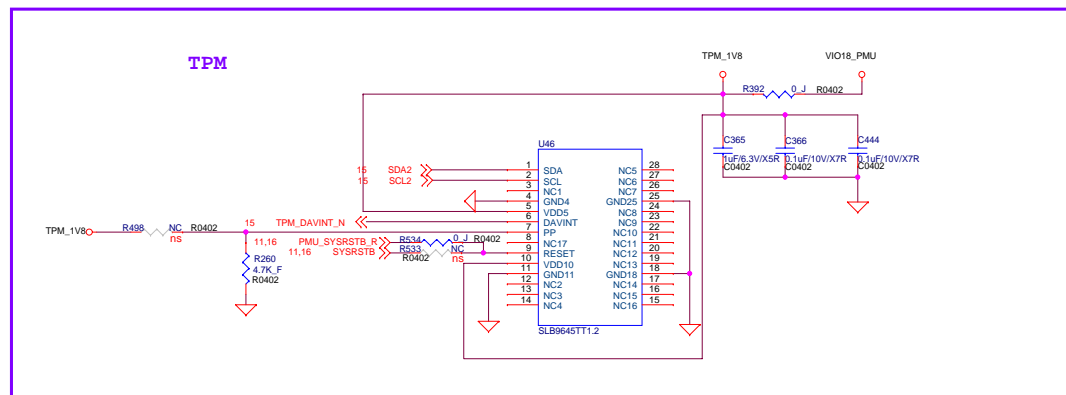 TPM
TPM_1V8
VIO18_PMU
R392
0_J
R0402
C365
1uF/6.3V/X5R
C0402
C366
0.1uF/10V/X7R
C0402
C444
0.1uF/10V/X7R
C0402
U46
15 SDA2
15 SCL2
1 SDA NC5 28
2 SCL NC6 27
3 NC1 NC7 26
4 GND4 GND25 25
5 VDD5 NC8 24
6 DAVINT NC9 23
7 PP NC10 22
8 NC17 NC11 21
9 RESET NC12 20
10 VDD10 NC13 19
11 GND11 GND18 18
12 NC2 NC14 17
13 NC3 NC15 16
14 NC4 NC16 15
SLB9645TT1.2
15 TPM_DAVINT_N
TPM_1V8
R498
NC
ns
R0402
R260
4.7K_F
R0402
11,16 PMU_SYSRSTB_R
R534
0_J
R0402
11,16 SYSRSTB
R533
NC
ns
R0402